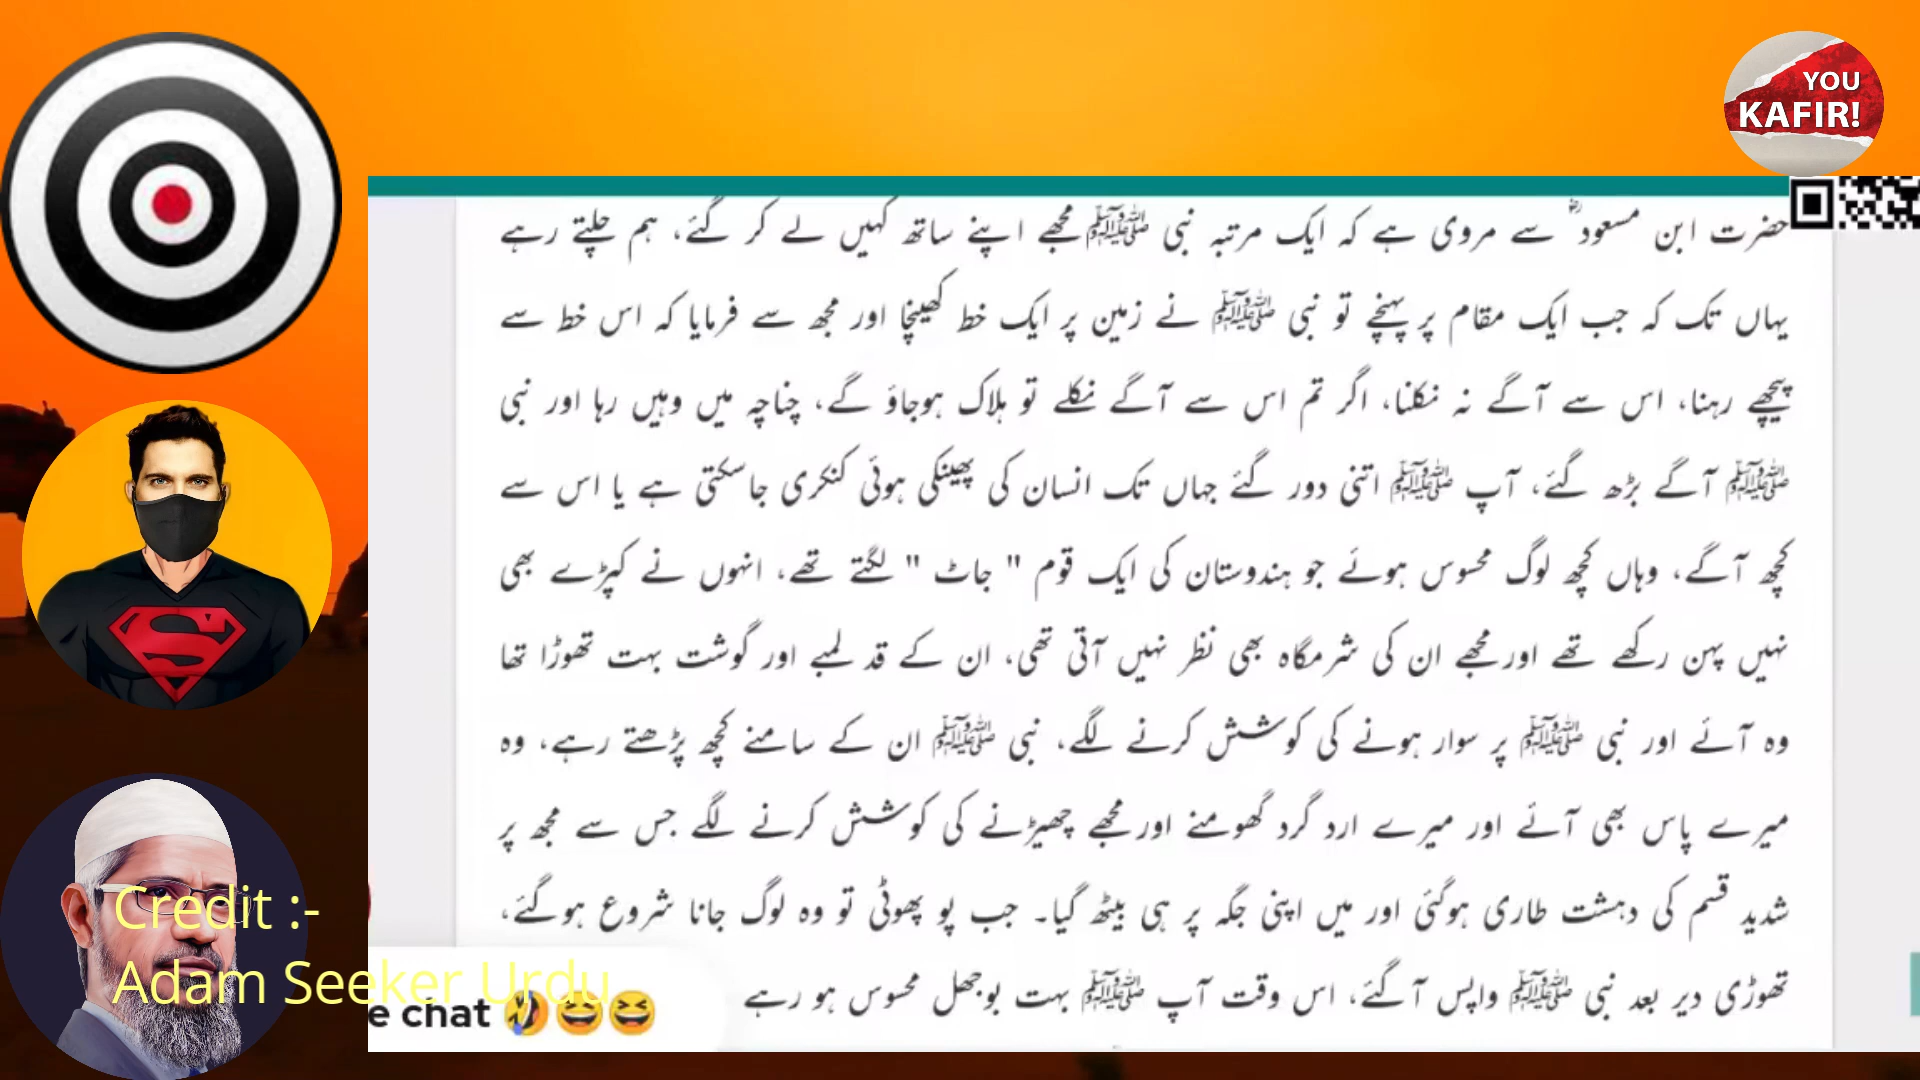 YOU
KAFIR!
حضرت ابن مسعودؓ سے مروی ہے کہ ایک مرتبہ نبی ﷺ مجھے اپنے ساتھ کہیں لے کر گئے، ہم چلتے رہے
یہاں تک کہ جب ایک مقام پر پہنچے تو نبی ﷺ نے زمین پر ایک خط کھینچا اور مجھ سے فرمایا کہ اس خط سے
پیچھے رہنا، اس سے آگے نہ نکلنا، اگر تم اس سے آگے نکلے تو ہلاک ہوجاؤ گے، چناچہ میں وہیں رہا اور نبی
ﷺ آگے بڑھ گئے، آپ ﷺ اتنی دور گئے جہاں تک انسان کی پھینکی ہوئی کنکری جاسکتی ہے یا اس سے
کچھ آگے، وہاں کچھ لوگ محسوس ہوئے جو ہندوستان کی ایک قوم " جاٹ " لگتے تھے، انہوں نے کپڑے بھی
نہیں پہن رکھے تھے اور مجھے ان کی شرمگاہ بھی نظر نہیں آتی تھی، ان کے قد لمبے اور گوشت بہت تھوڑا تھا
وہ آئے اور نبی ﷺ پر سوار ہونے کی کوشش کرنے لگے، نبی ﷺ ان کے سامنے کچھ پڑھتے رہے، وہ
میرے پاس بھی آئے اور میرے ارد گرد گھومنے اور مجھے چھیڑنے کی کوشش کرنے لگے جس سے مجھ پر
شدید قسم کی دہشت طاری ہوگئی اور میں اپنی جگہ پر ہی بیٹھ گیا۔ جب پو پھوٹی تو وہ لوگ جانا شروع ہوگئے،
تھوڑی دیر بعد نبی ﷺ واپس آگئے، اس وقت آپ ﷺ بہت بوجھل محسوس ہو رہے
Credit :-
Adam Seeker Urdu
e chat 🤣😆😆